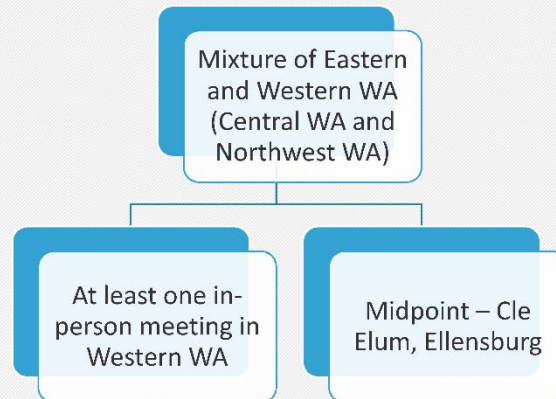 Mixture of Eastern
and Western WA
(Central WA and
Northwest WA)
At least one in-
person meeting in
Western WA
Midpoint – Cle
Elum, Ellensburg